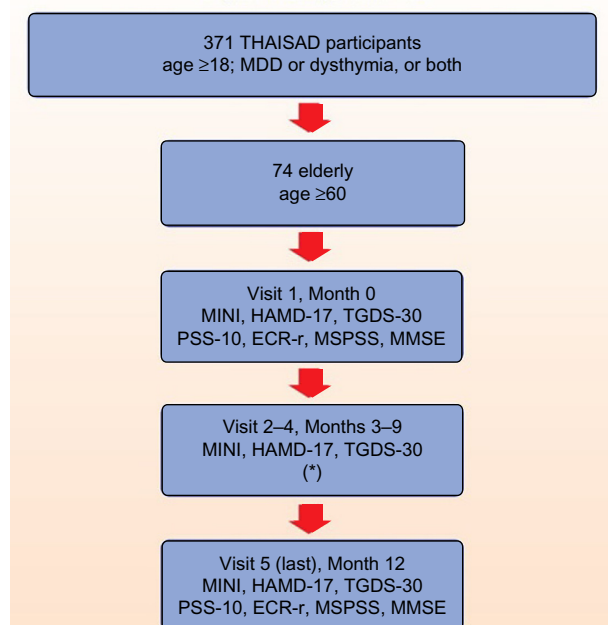 371 THAISAD participants
age ≥18; MDD or dysthymia, or both
74 elderly
age ≥60
Visit 1, Month 0
MINI, HAMD-17, TGDS-30
PSS-10, ECR-r, MSPSS, MMSE
Visit 2–4, Months 3–9
MINI, HAMD-17, TGDS-30
(*)
Visit 5 (last), Month 12
MINI, HAMD-17, TGDS-30
PSS-10, ECR-r, MSPSS, MMSE